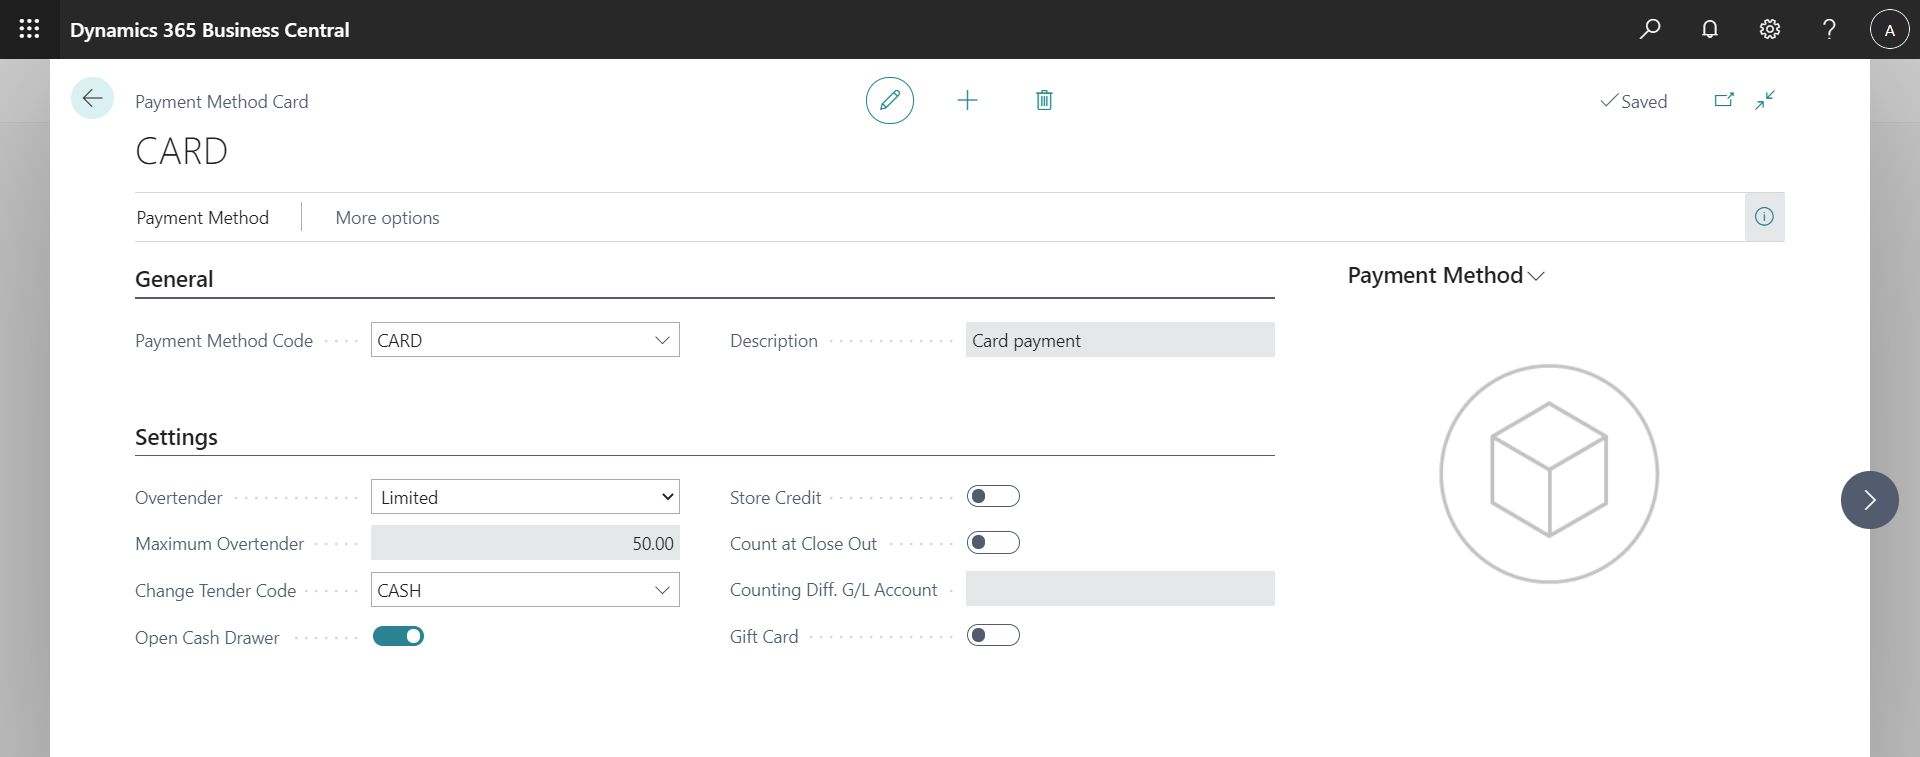 Dynamics 365 Business Central
A
Payment Method Card
Saved
CARD
Payment Method
More options
General
Payment Method Code
CARD
Description
Card payment
Settings
Overtender
Limited
Store Credit
Maximum Overtender
50.00
Count at Close Out
Change Tender Code
CASH
Counting Diff. G/L Account
Open Cash Drawer
Gift Card
Payment Method